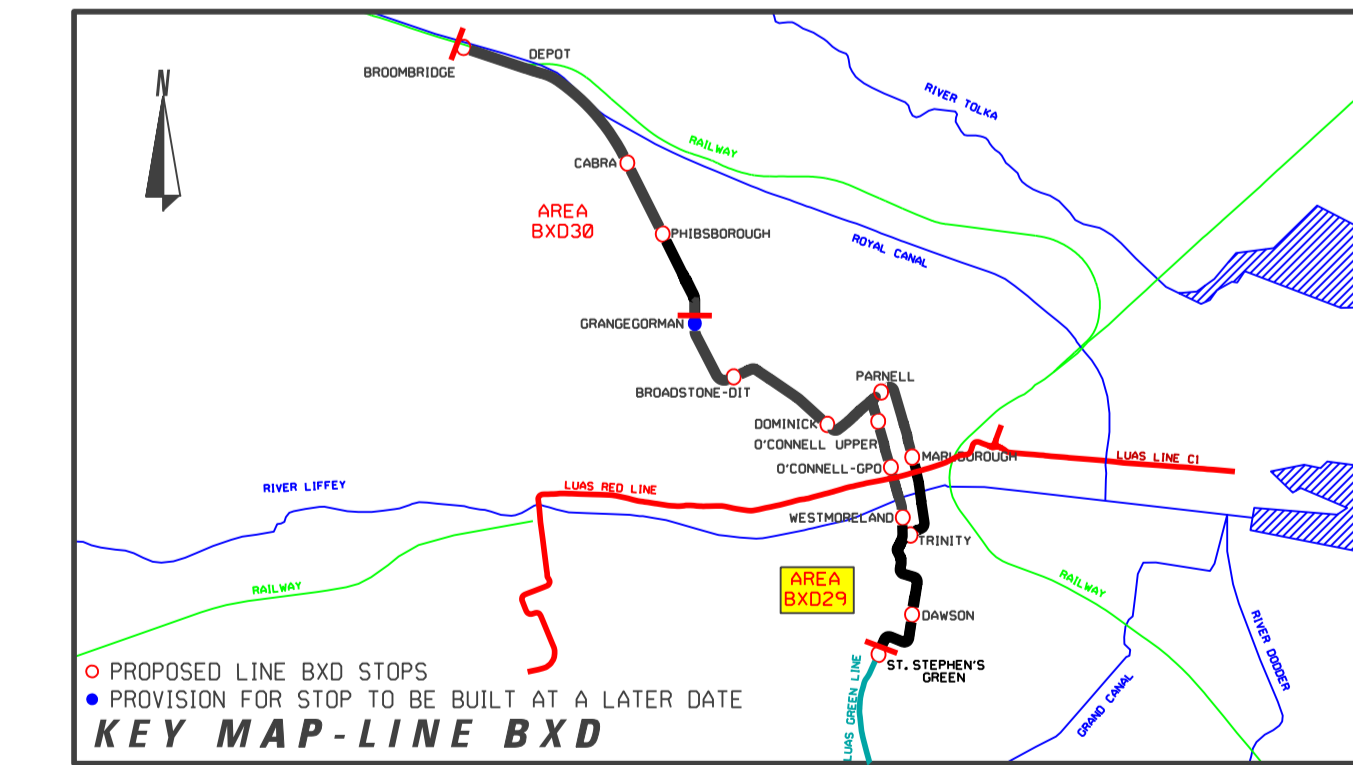 N
BROOMBRIDGE
DEPOT
RIVER TOLKA
RAILWAY
CABRA
AREA
BXD30
PHIBSBOROUGH
ROYAL CANAL
GRANGEGORMAN
BROADSTONE-DIT
PARNELL
DOMINICK
O'CONNELL UPPER
O'CONNELL-GPO
MARLBOROUGH
LUAS LINE C1
RIVER LIFFEY
LUAS RED LINE
WESTMORELAND
TRINITY
RAILWAY
AREA
BXD29
RAILWAY
DAWSON
RIVER DODDER
ST. STEPHEN'S
GREEN
LUAS GREEN LINE
GRAND CANAL
PROPOSED LINE BXD STOPS
PROVISION FOR STOP TO BE BUILT AT A LATER DATE
KEY MAP-LINE BXD